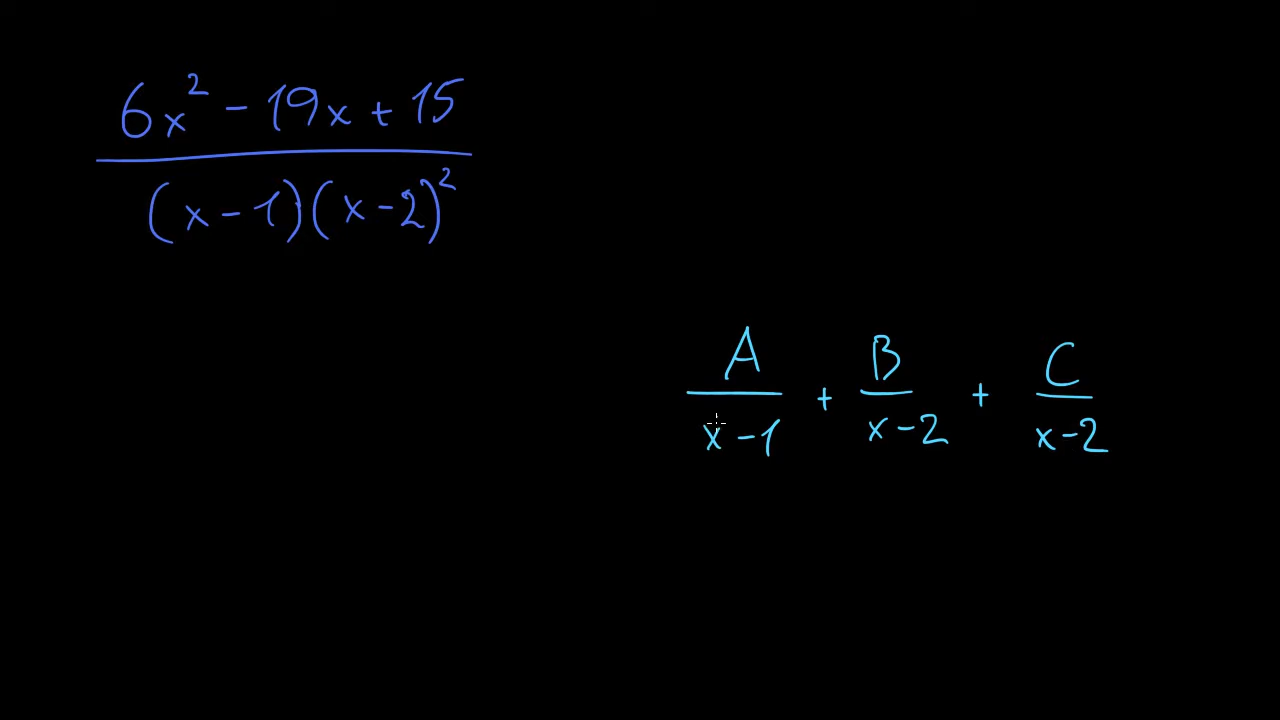 6x² - 19x + 15
(x - 1)(x - 2)²
A + B + C
x - 1 x - 2 x - 2